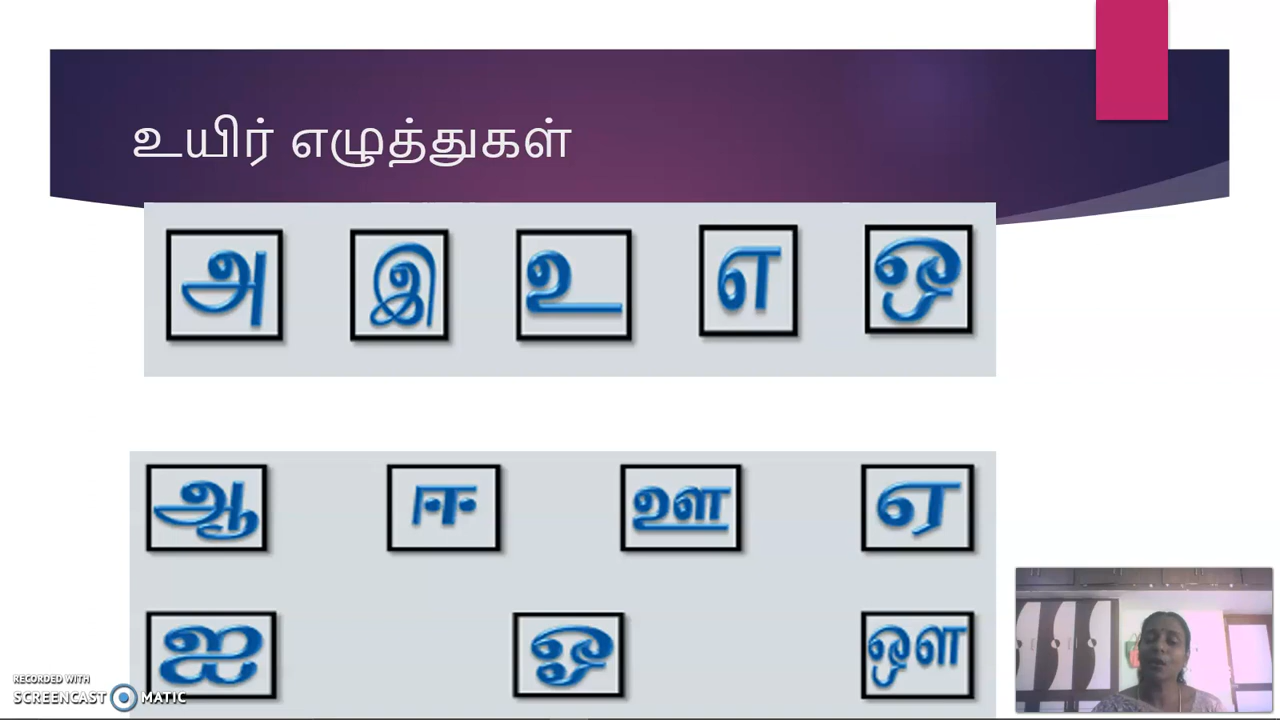 உயிர் எழுத்துகள்
அ இ உ எ ஒ
ஆ ஈ ஊ ஏ
ஐ ஓ ஔ
RECORDED WITH
SCREENCAST MATIC